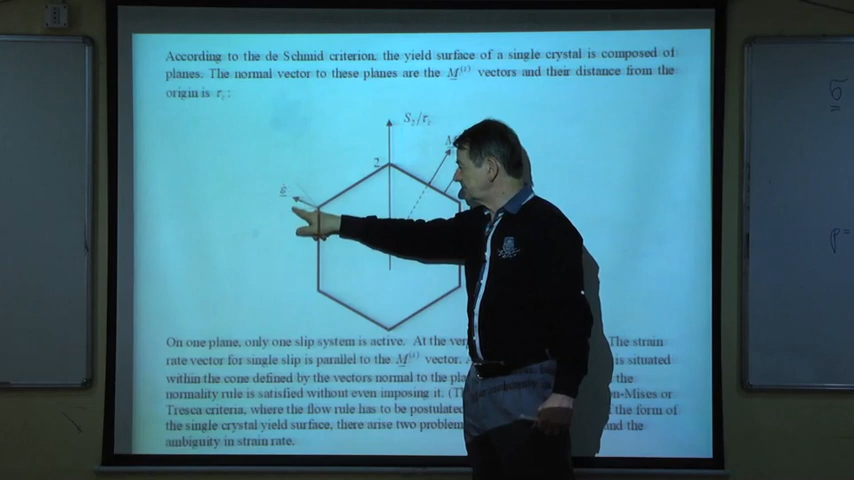 According to the de Schmid criterion, the yield surface of a single crystal is composed of
planes. The normal vector to these planes are the M⁽ⁱ⁾ vectors and their distance from the
origin is τ꜀ :
S₂/τ꜀
M
2
ε̇
On one plane, only one slip system is active. At the ver The strain
rate vector for single slip is parallel to the M⁽ⁱ⁾ vector. is situated
within the cone defined by the vectors normal to the pla the
normality rule is satisfied without even imposing it. (Th on-Mises or
Tresca criteria, where the flow rule has to be postulated f the form of
the single crystal yield surface, there arise two problem and the
ambiguity in strain rate.
σ
p =